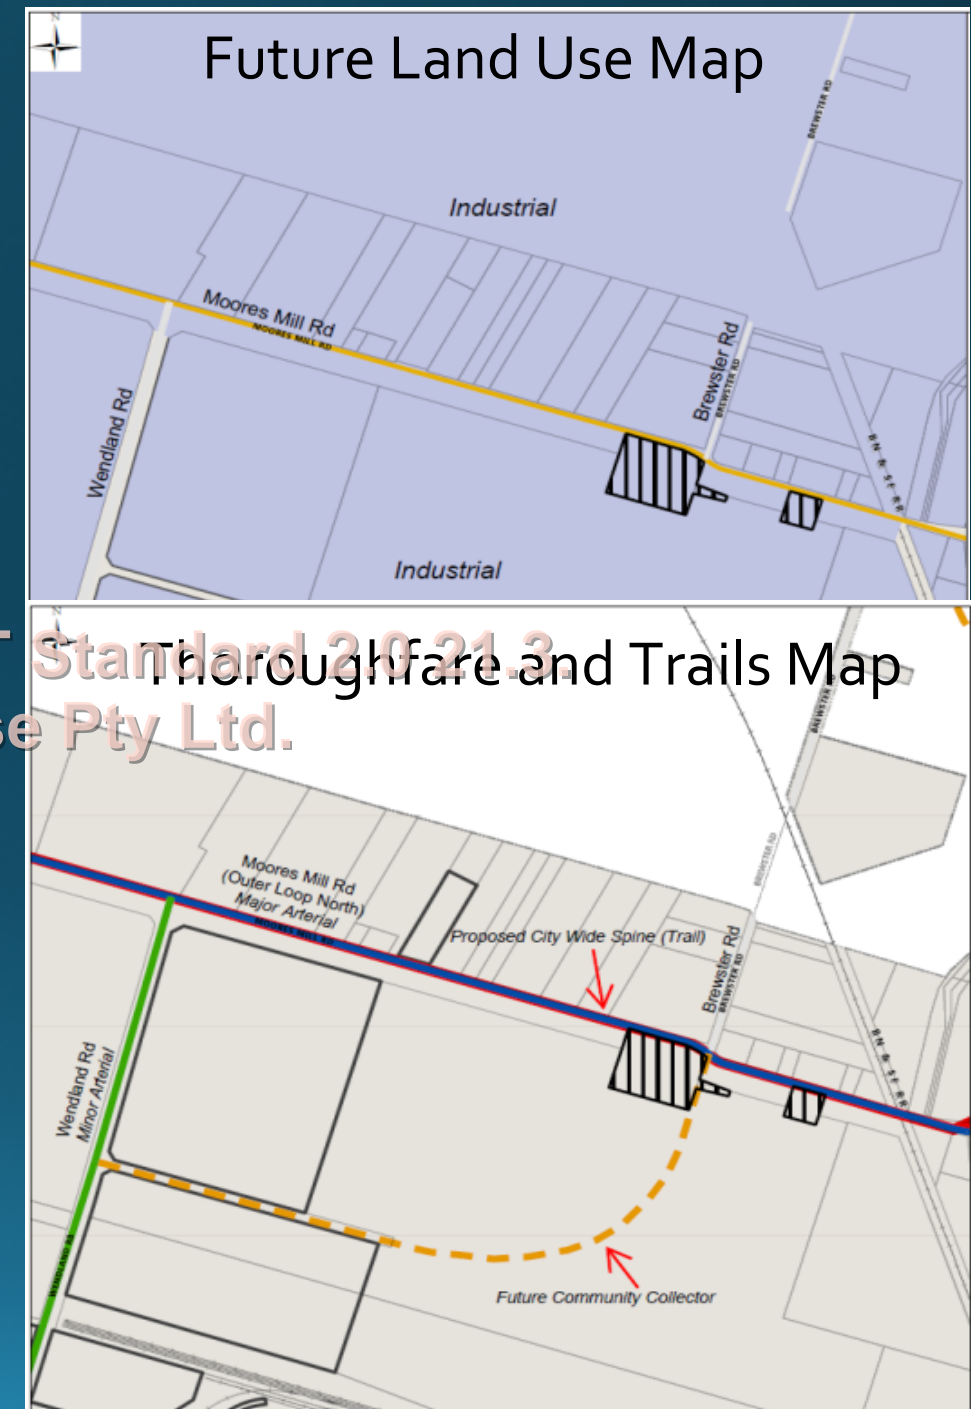 N
Future Land Use Map
BREWSTER RD
Industrial
Moores Mill Rd
MOORES MILL RD
Brewster Rd
BREWSTER RD
Wendland Rd
BN & SF RR
Industrial
N
Standard 2.0 21.3.
Thoroughfare and Trails Map
BREWSTER RD
se Pty Ltd.
BREWSTER RD
Moores Mill Rd
(Outer Loop North)
Major Arterial
MOORES MILL RD
Proposed City Wide Spine (Trail)
Brewster Rd
BREWSTER RD
Wendland Rd
Minor Arterial
BN & SF RR
WENDLAND RD
Future Community Collector